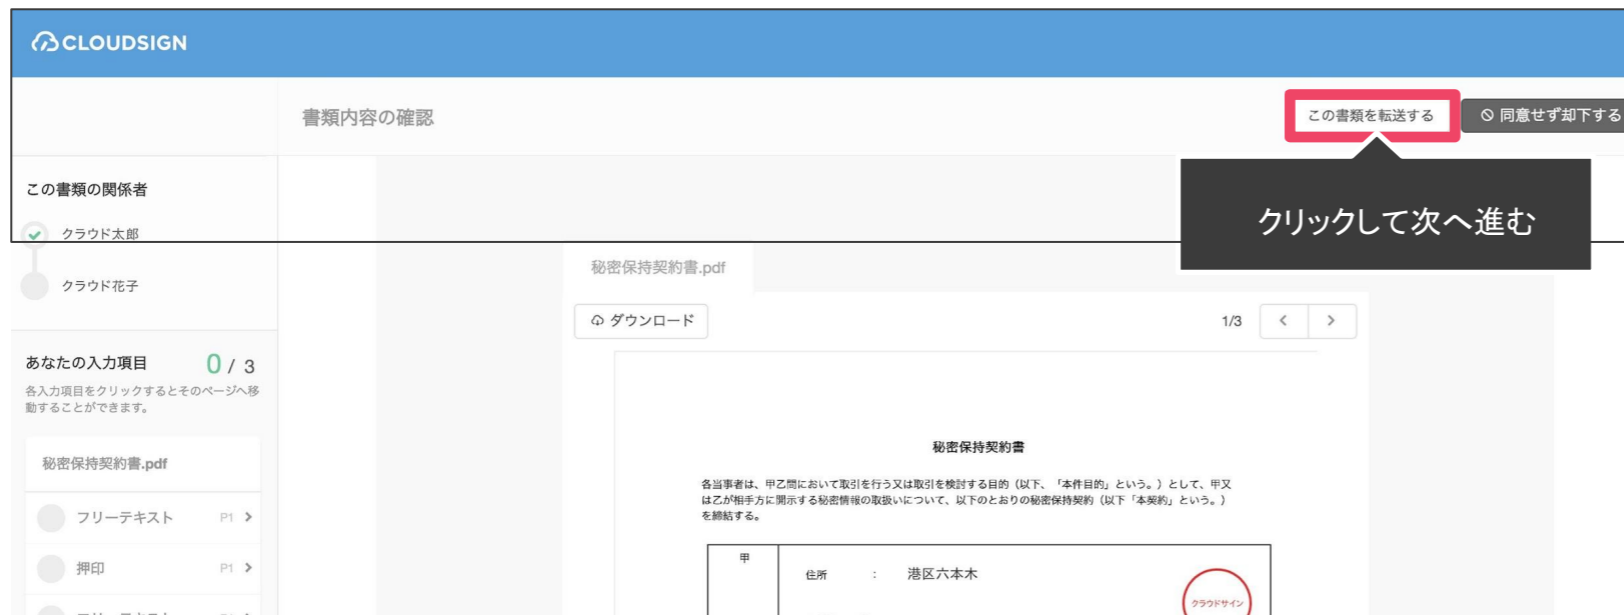 CLOUDSIGN
書類内容の確認
この書類を転送する
同意せず却下する
クリックして次へ進む
この書類の関係者
クラウド太郎
クラウド花子
あなたの入力項目 0 / 3
各入力項目をクリックするとそのページへ移
動することができます。
秘密保持契約書.pdf
フリーテキスト P1
押印 P1
秘密保持契約書.pdf
ダウンロード
1/3
秘密保持契約書
各当事者は、甲乙間において取引を行う又は取引を検討する目的（以下、「本件目的」という。）として、甲又
は乙が相手方に開示する秘密情報の取扱いについて、以下のとおりの秘密保持契約（以下「本契約」という。）
を締結する。
甲
住所 : 港区六本木
クラウドサイン